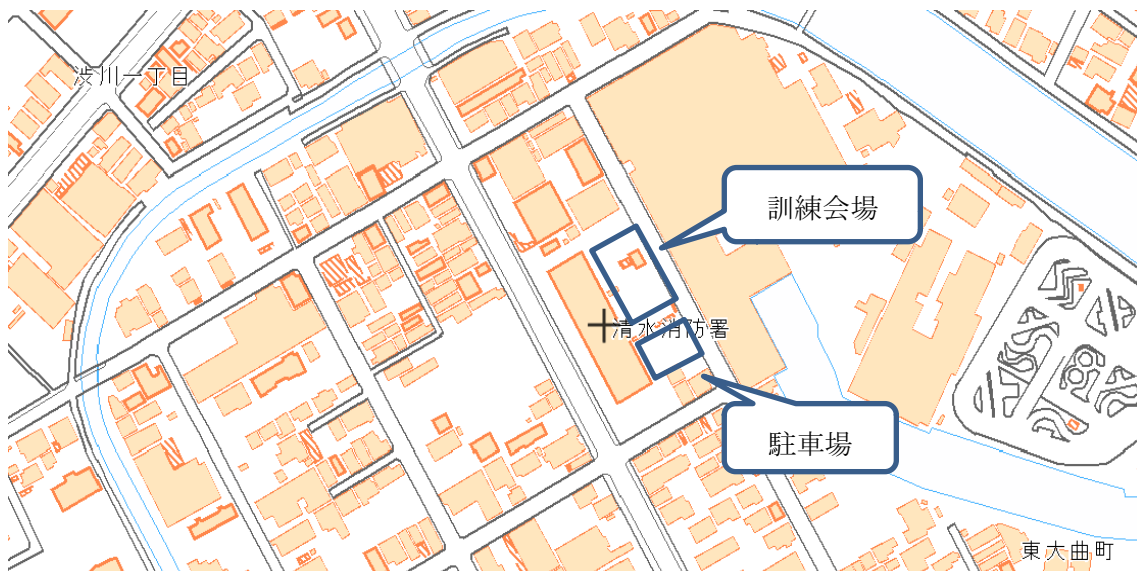 渋川一丁目
訓練会場
清水消防署
駐車場
東大曲町